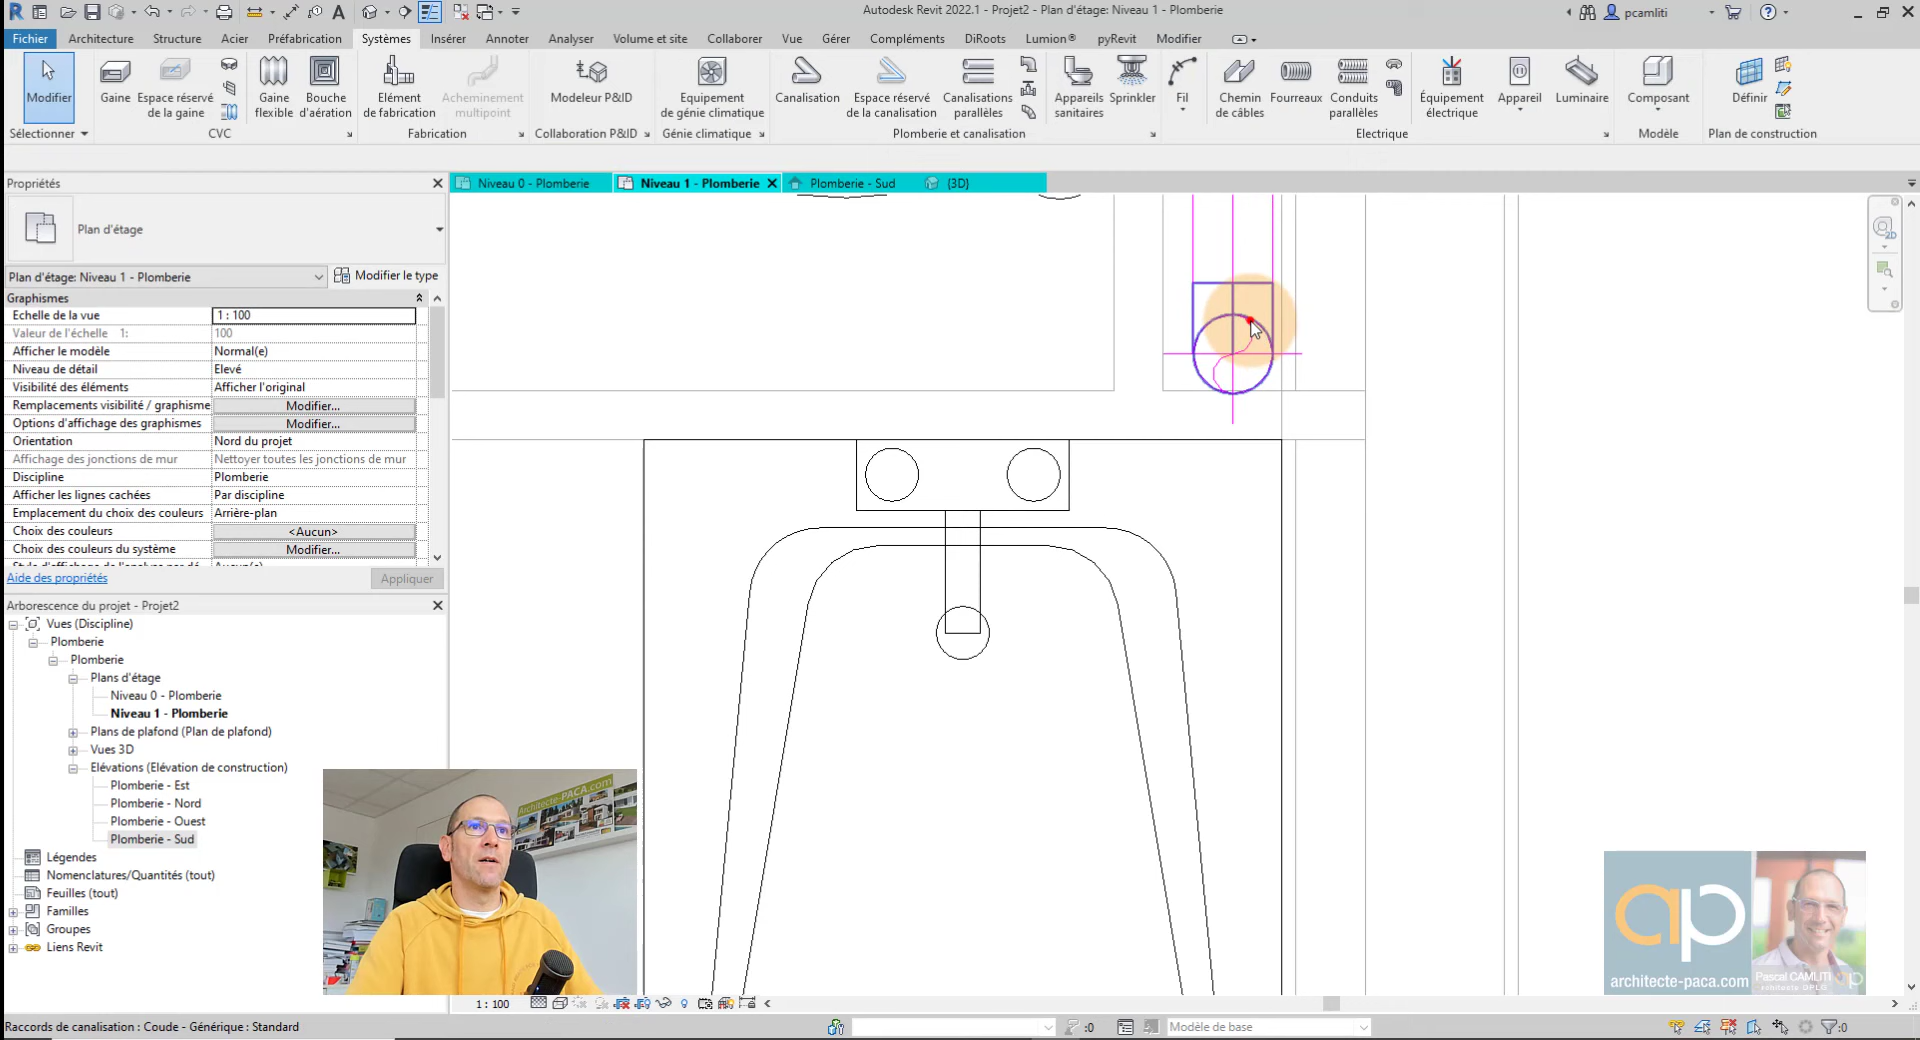 Autodesk Revit 2022.1 - Projet2 - Plan d'étage: Niveau 1 - Plomberie
pcamliti
Fichier Architecture Structure Acier Préfabrication Systèmes Insérer Annoter Analyser Volume et site Collaborer Vue Gérer Compléments DiRoots Lumion® pyRevit Modifier
Modifier
Gaine
Espace réservé de la gaine
Gaine flexible
Bouche d'aération
Elément de fabrication
Acheminement multipoint
Modeleur P&ID
Equipement de génie climatique
Canalisation
Espace réservé de la canalisation
Canalisations parallèles
Appareils sanitaires
Sprinkler
Fil
Chemin de câbles
Fourreaux
Conduits parallèles
Équipement électrique
Appareil
Luminaire
Composant
Définir
Sélectionner CVC Fabrication Collaboration P&ID Génie climatique Plomberie et canalisation Electrique Modèle Plan de construction
Propriétés
Niveau 0 - Plomberie Niveau 1 - Plomberie Plomberie - Sud {3D}
Plan d'étage
Plan d'étage: Niveau 1 - Plomberie Modifier le type
Graphismes
Echelle de la vue 1 : 100
Valeur de l'échelle 1: 100
Afficher le modèle Normal(e)
Niveau de détail Elevé
Visibilité des éléments Afficher l'original
Remplacements visibilité / graphisme Modifier...
Options d'affichage des graphismes Modifier...
Orientation Nord du projet
Affichage des jonctions de mur Nettoyer toutes les jonctions de mur
Discipline Plomberie
Afficher les lignes cachées Par discipline
Emplacement du choix des couleurs Arrière-plan
Choix des couleurs <Aucun>
Choix des couleurs du système Modifier...
Aide des propriétés Appliquer
Arborescence du projet - Projet2
Vues (Discipline)
Plomberie
Plomberie
Plans d'étage
Niveau 0 - Plomberie
Niveau 1 - Plomberie
Plans de plafond (Plan de plafond)
Vues 3D
Elévations (Elévation de construction)
Plomberie - Est
Plomberie - Nord
Plomberie - Ouest
Plomberie - Sud
Légendes
Nomenclatures/Quantités (tout)
Feuilles (tout)
Familles
Groupes
Liens Revit
Architecte-PACA.com
ap
architecte-paca.com
Pascal CAMLITI
architecte DPLG
1 : 100
Raccords de canalisation : Coude - Générique : Standard
:0
Modèle de base
:0